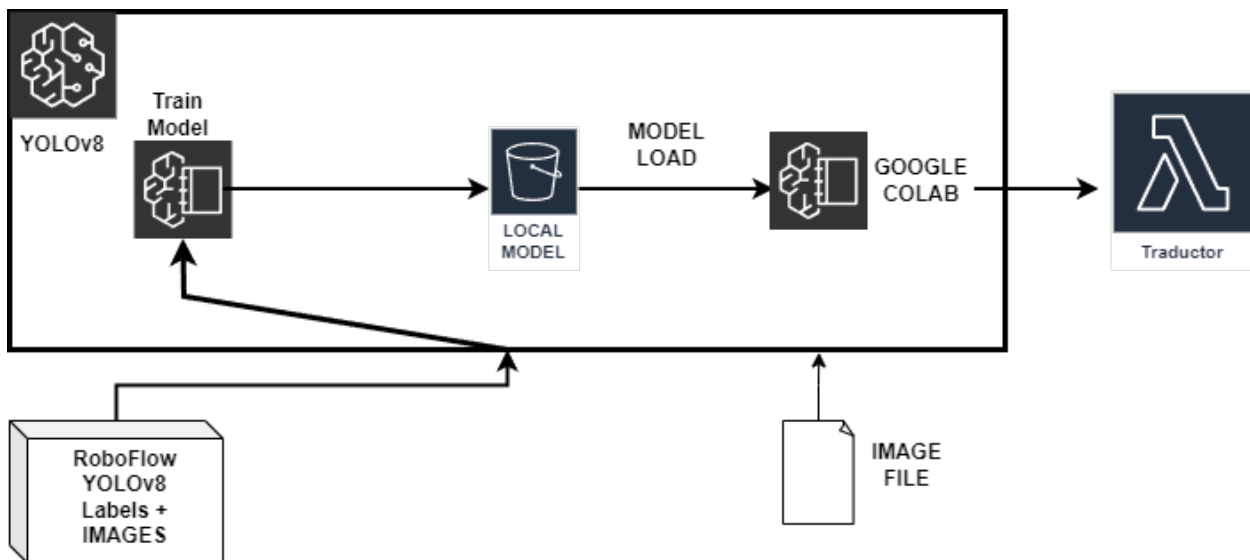 YOLOv8
Train
Model
LOCAL
MODEL
MODEL
LOAD
GOOGLE
COLAB
Traductor
RoboFlow
YOLOv8
Labels +
IMAGES
IMAGE
FILE